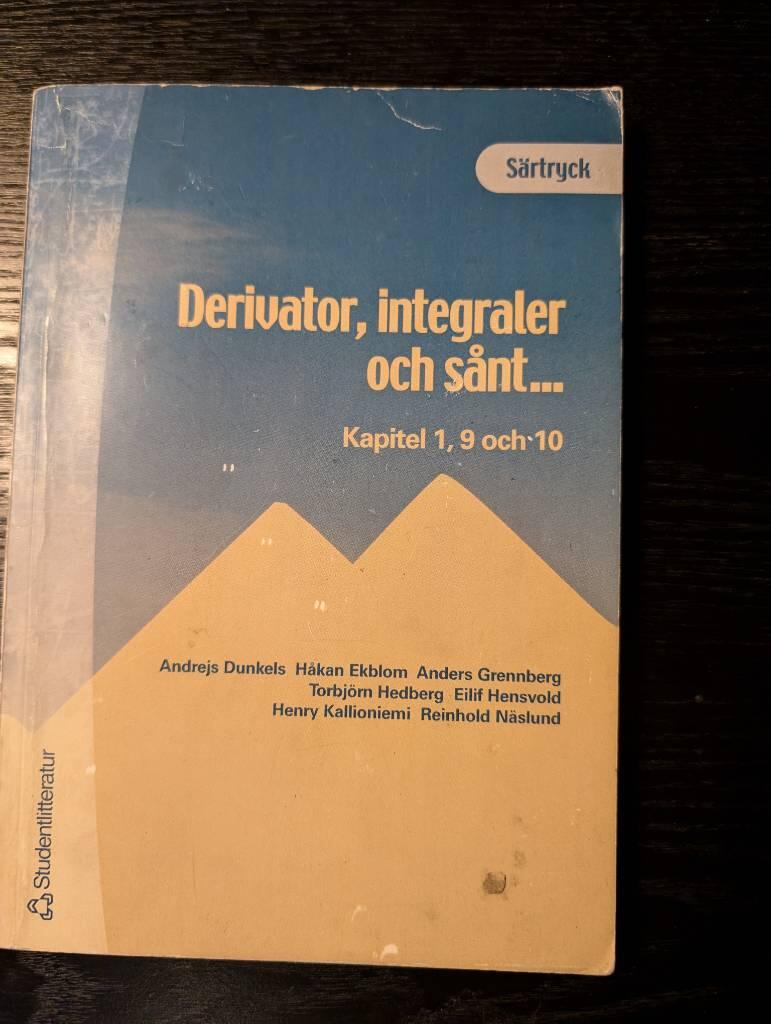 Särtryck
Derivator, integraler
och sånt...
Kapitel 1, 9 och 10
Andrejs Dunkels Håkan Ekblom Anders Grennberg
Torbjörn Hedberg Eilif Hensvold
Henry Kallioniemi Reinhold Näslund
Studentlitteratur